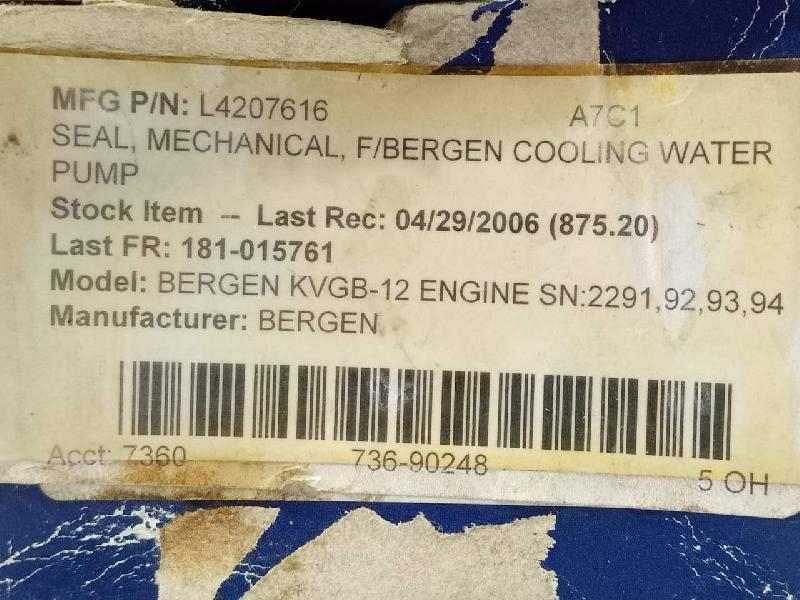 MFG P/N: L4207616 A7C1
SEAL, MECHANICAL, F/BERGEN COOLING WATER
PUMP
Stock Item -- Last Rec: 04/29/2006 (875.20)
Last FR: 181-015761
Model: BERGEN KVGB-12 ENGINE SN:2291,92,93,94
Manufacturer: BERGEN
Acct: 7360 736-90248 5 OH